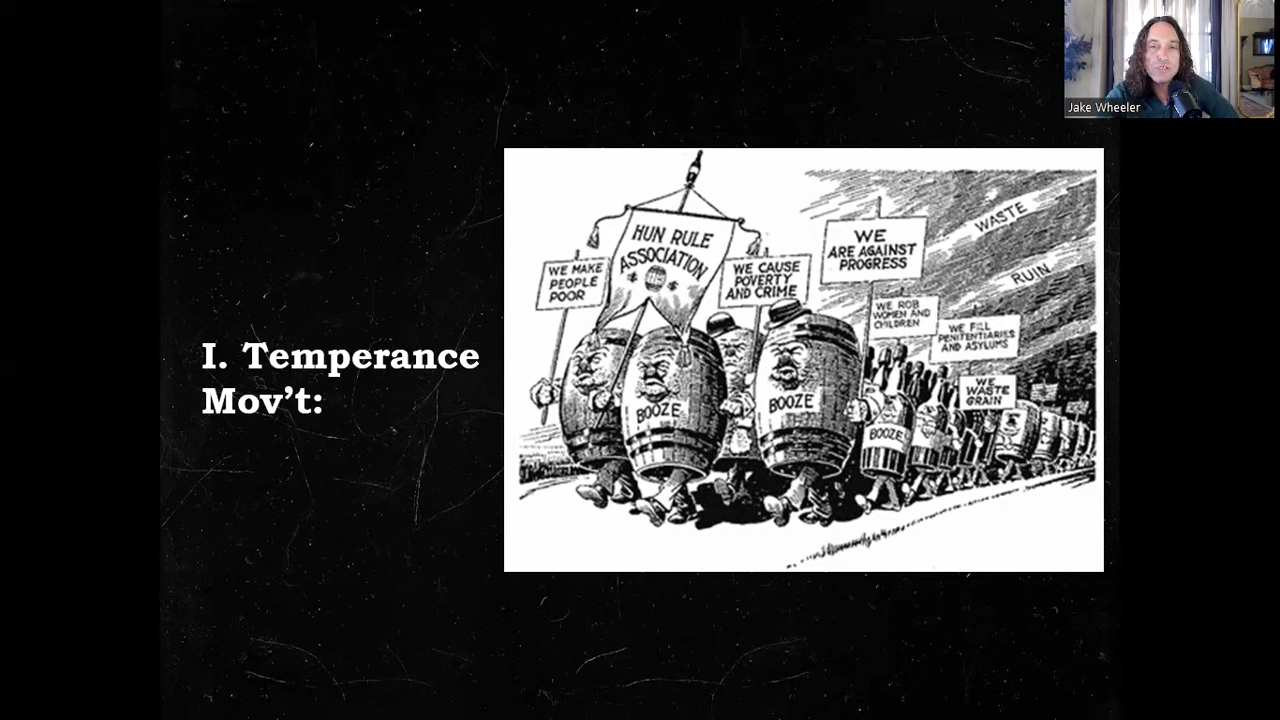 Jake Wheeler
I. Temperance
Mov't:
WE MAKE
PEOPLE
POOR
HUN RULE
ASSOCIATION
WE CAUSE
POVERTY
AND CRIME
WE
ARE AGAINST
PROGRESS
WASTE
RUIN
WE ROB
WOMEN AND
CHILDREN
WE FILL
PENITENTIARIES
AND ASYLUMS
WE
WASTE
GRAIN
BOOZE
BOOZE
BOOZE